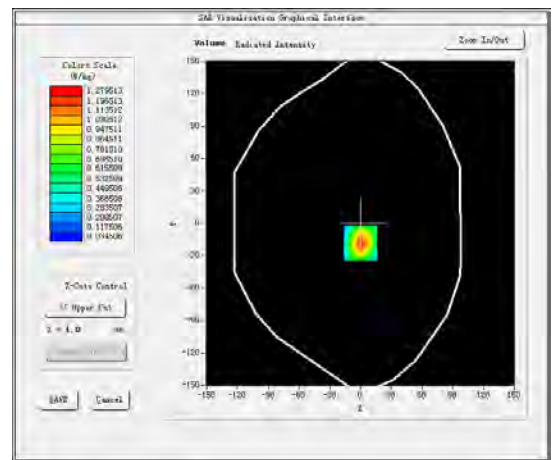 SAR Visualisation Graphical Interface
Volume Radiated Intensity
Zoom In/Out
Colors Scale
(W/kg)
1.279513
1.196513
1.113512
1.030512
0.947511
0.864511
0.781510
0.698510
0.615509
0.532509
0.449508
0.366508
0.283507
0.200507
0.117506
0.034506
150
120
90
60
30
0
-30
-60
-90
-120
-150
Y
-150 -120 -90 -60 -30 0 30 60 90 120 150
X
Z-Cuts Control
Upper Cut
Z = 4.0 mm
SAVE Cancel